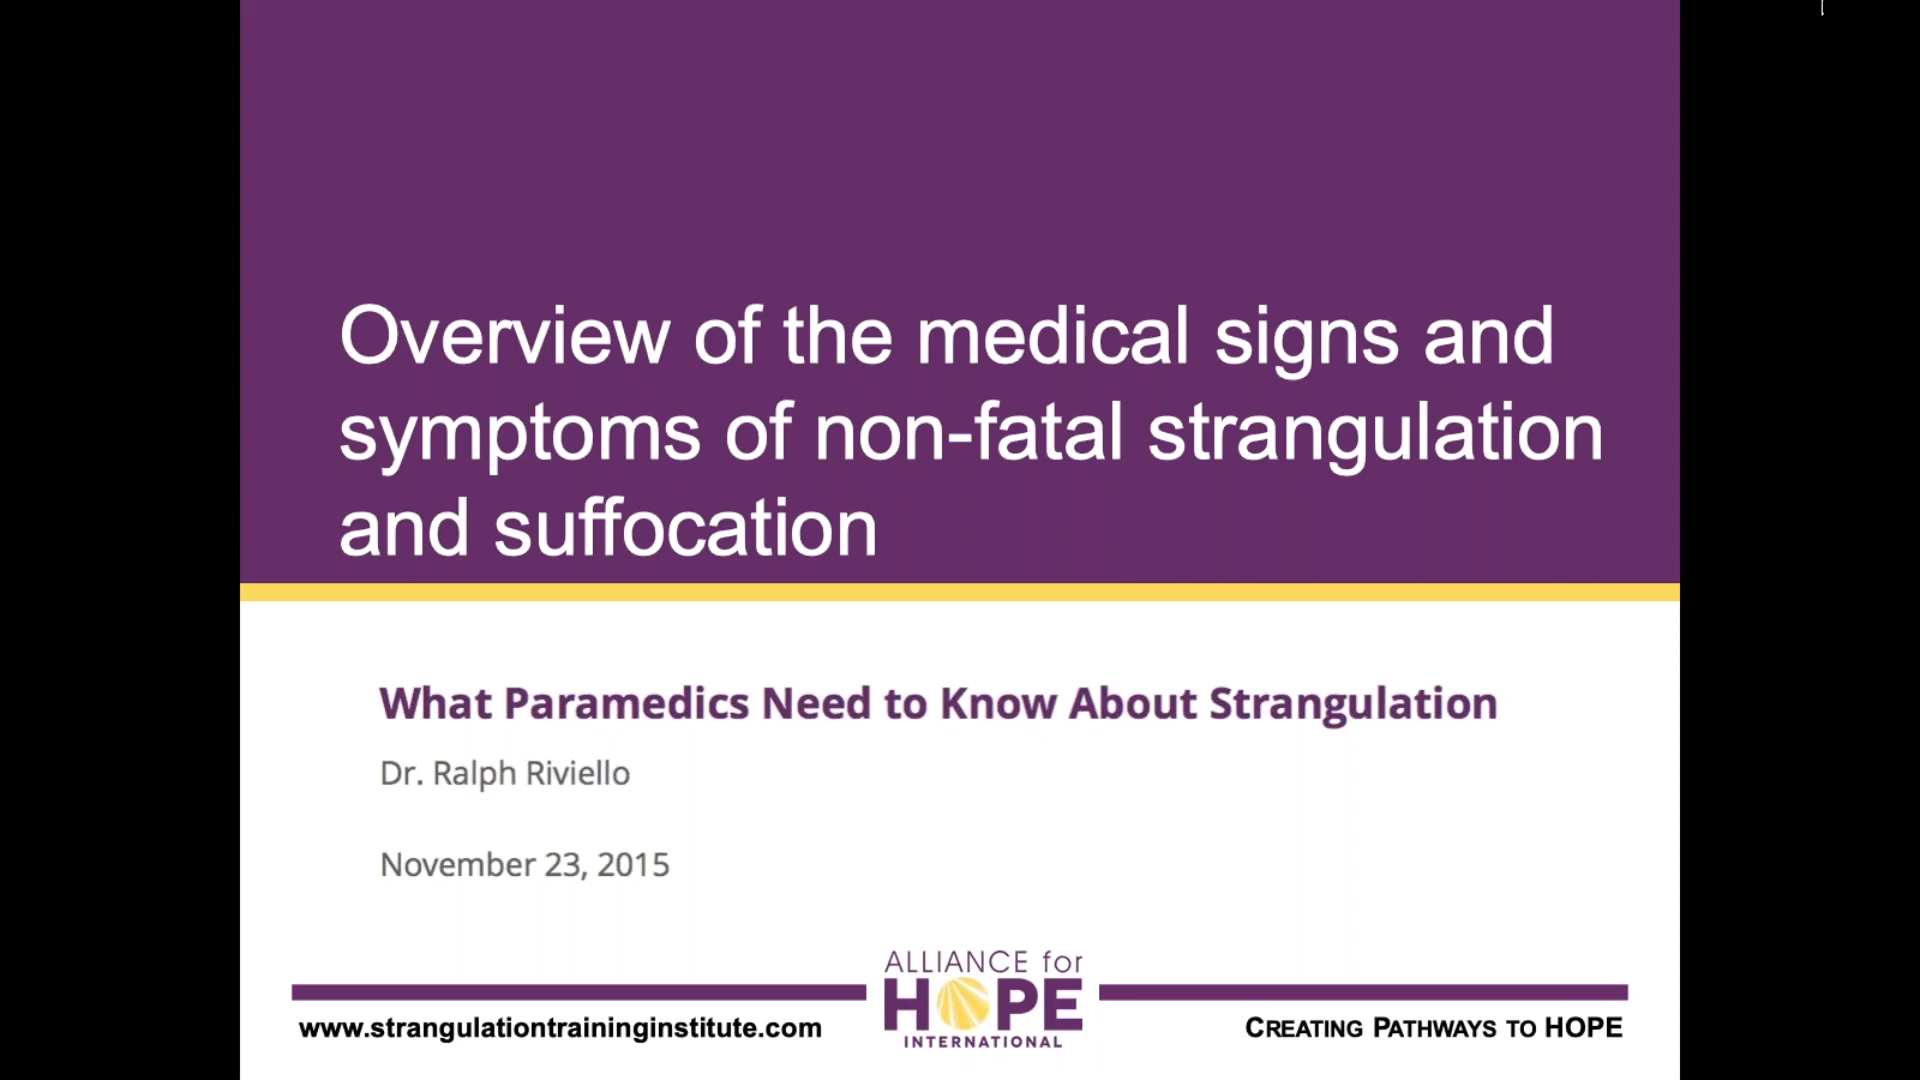 Overview of the medical signs and
symptoms of non-fatal strangulation
and suffocation
What Paramedics Need to Know About Strangulation
Dr. Ralph Riviello
November 23, 2015
ALLIANCE for
HOPE
INTERNATIONAL
www.strangulationtraininginstitute.com
CREATING PATHWAYS TO HOPE